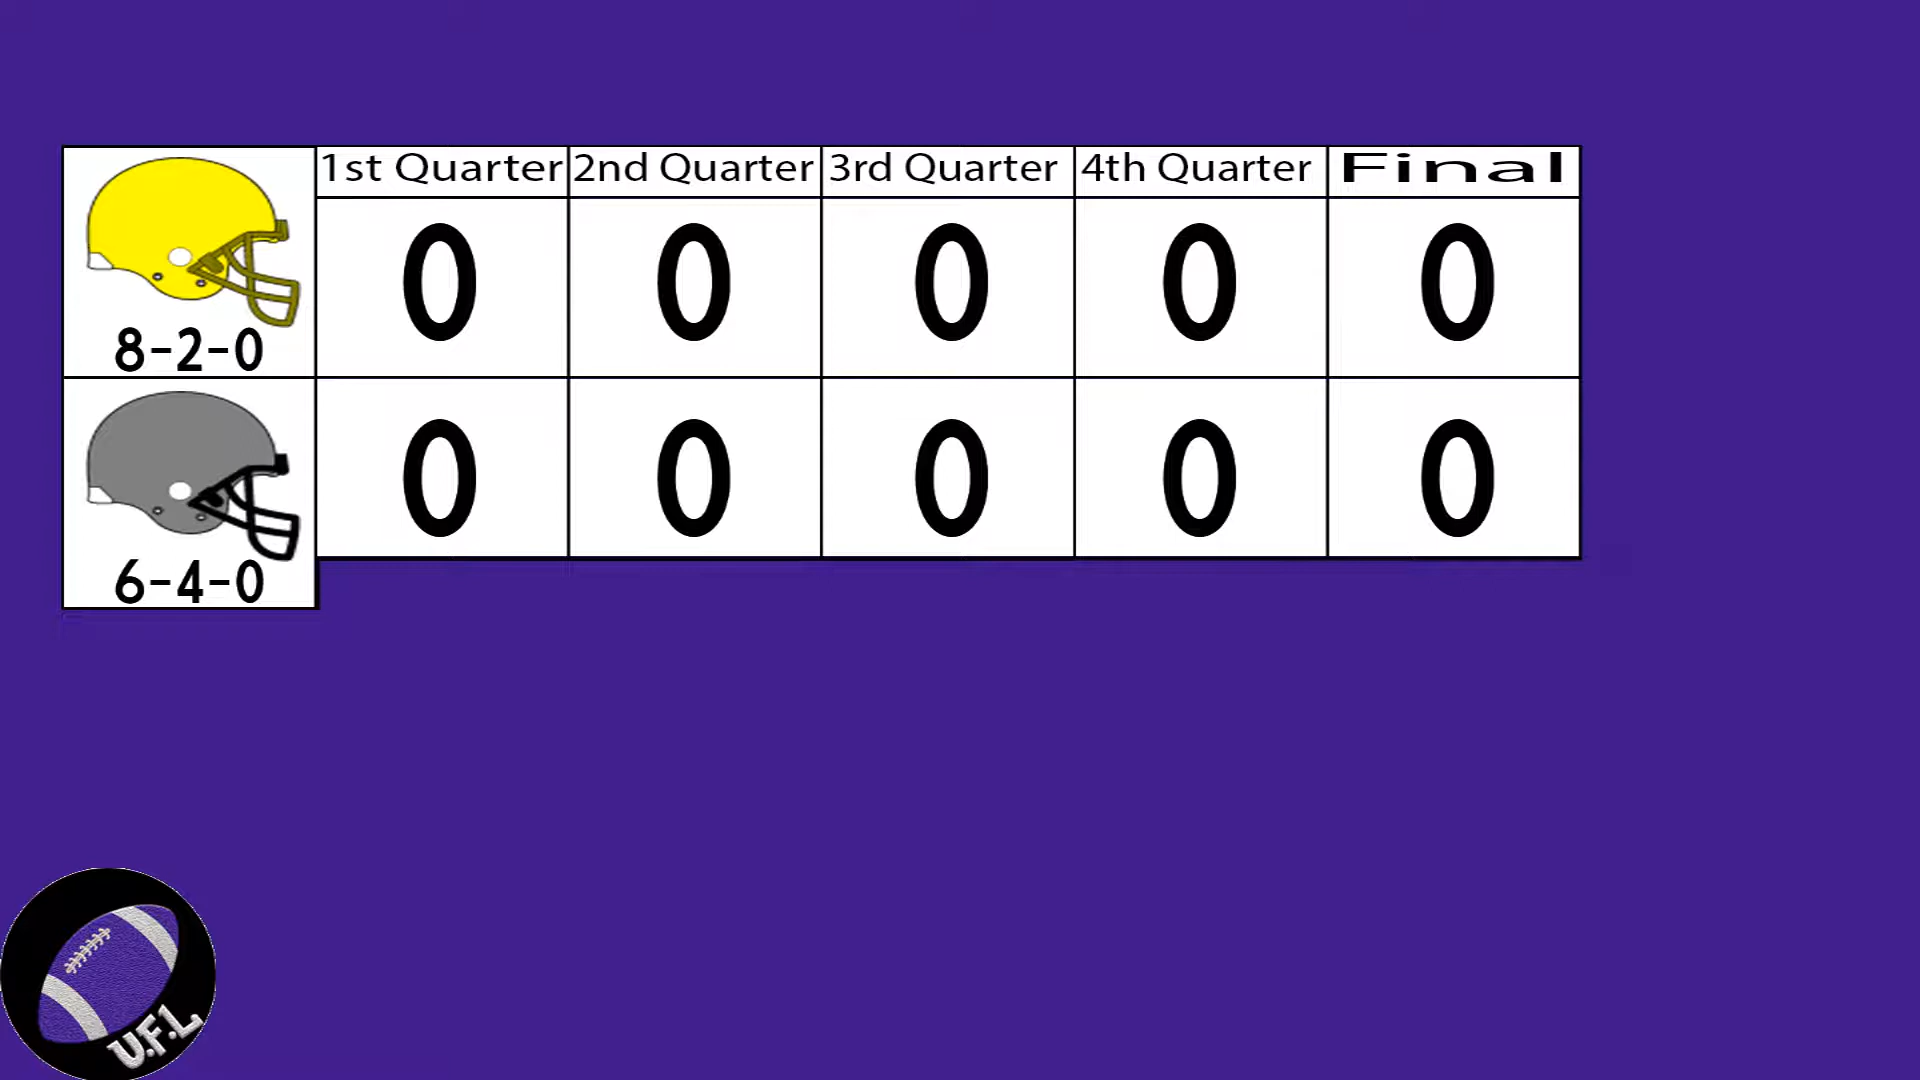 1st Quarter 2nd Quarter 3rd Quarter 4th Quarter Final
0 0 0 0 0
8-2-0
0 0 0 0 0
6-4-0
U.F.L